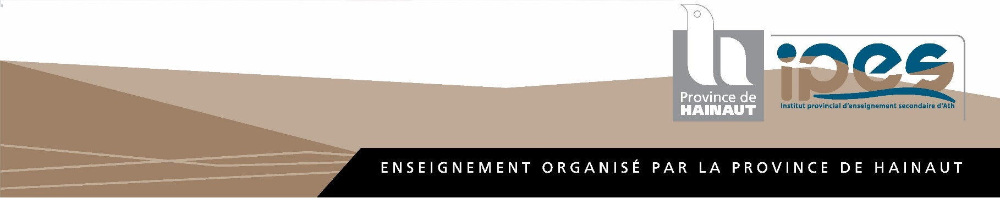 Province de
HAINAUT
ipes
Institut provincial d'enseignement secondaire d'Ath
ENSEIGNEMENT ORGANISÉ PAR LA PROVINCE DE HAINAUT